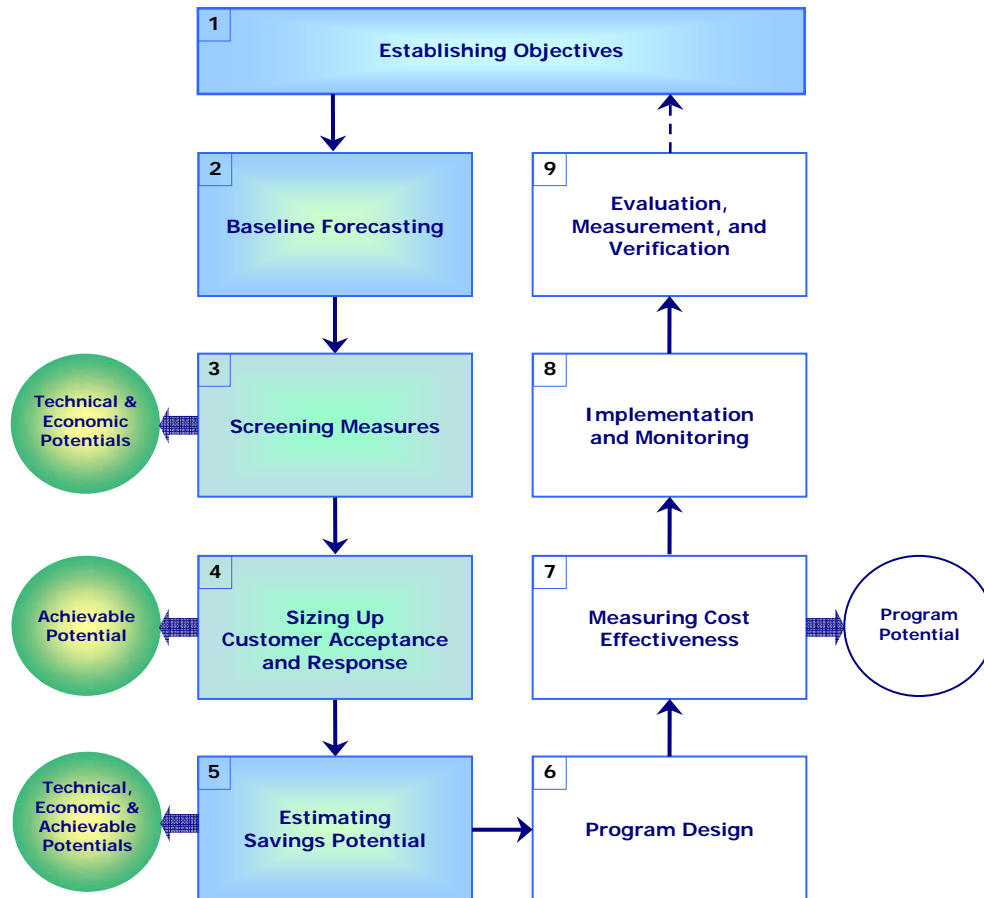 1
Establishing Objectives
2
Baseline Forecasting
9
Evaluation,
Measurement, and
Verification
3
Screening Measures
Technical &
Economic
Potentials
8
Implementation
and Monitoring
4
Sizing Up
Customer Acceptance
and Response
Achievable
Potential
7
Measuring Cost
Effectiveness
Program
Potential
5
Estimating
Savings Potential
Technical,
Economic &
Achievable
Potentials
6
Program Design